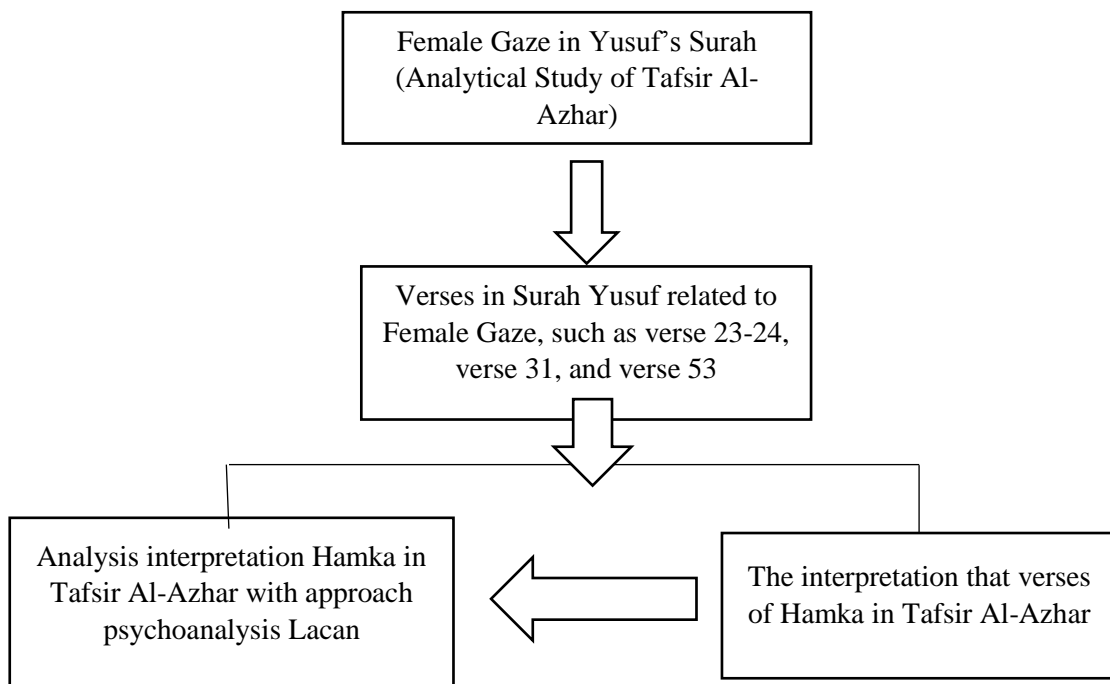 Female Gaze in Yusuf’s Surah
(Analytical Study of Tafsir Al-
Azhar)
Verses in Surah Yusuf related to
Female Gaze, such as verse 23-24,
verse 31, and verse 53
Analysis interpretation Hamka in
Tafsir Al-Azhar with approach
psychoanalysis Lacan
The interpretation that verses
of Hamka in Tafsir Al-Azhar